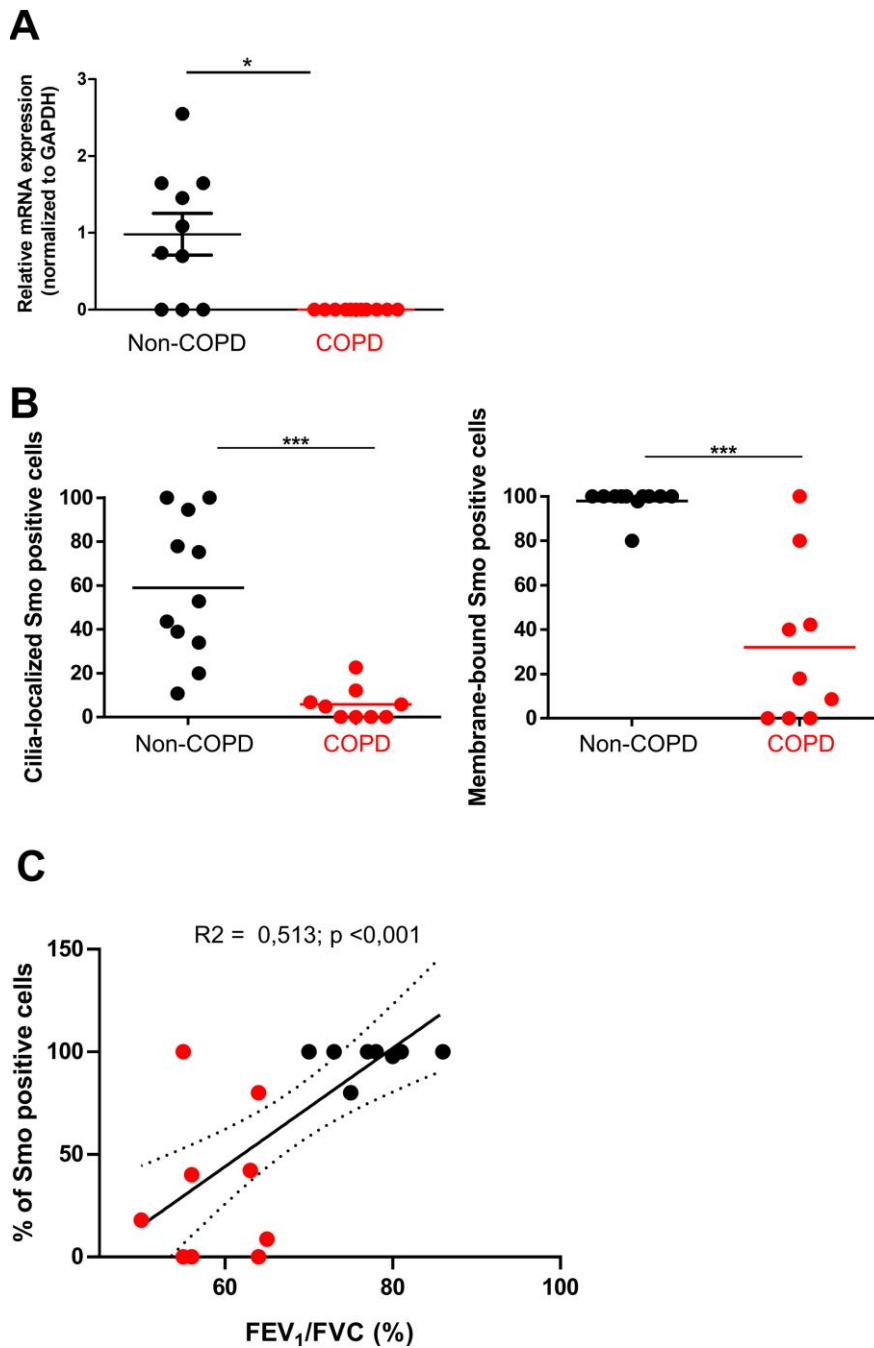 A
Relative mRNA expression
(normalized to GAPDH)
3
2
1
0
*
Non-COPD
COPD
B
Cilia-localized Smo positive cells
100
80
60
40
20
0
***
Non-COPD
COPD
Membrane-bound Smo positive cells
100
80
60
40
20
0
***
Non-COPD
COPD
C
R2 = 0,513; p <0,001
% of Smo positive cells
150
100
50
0
60
80
100
FEV₁/FVC (%)